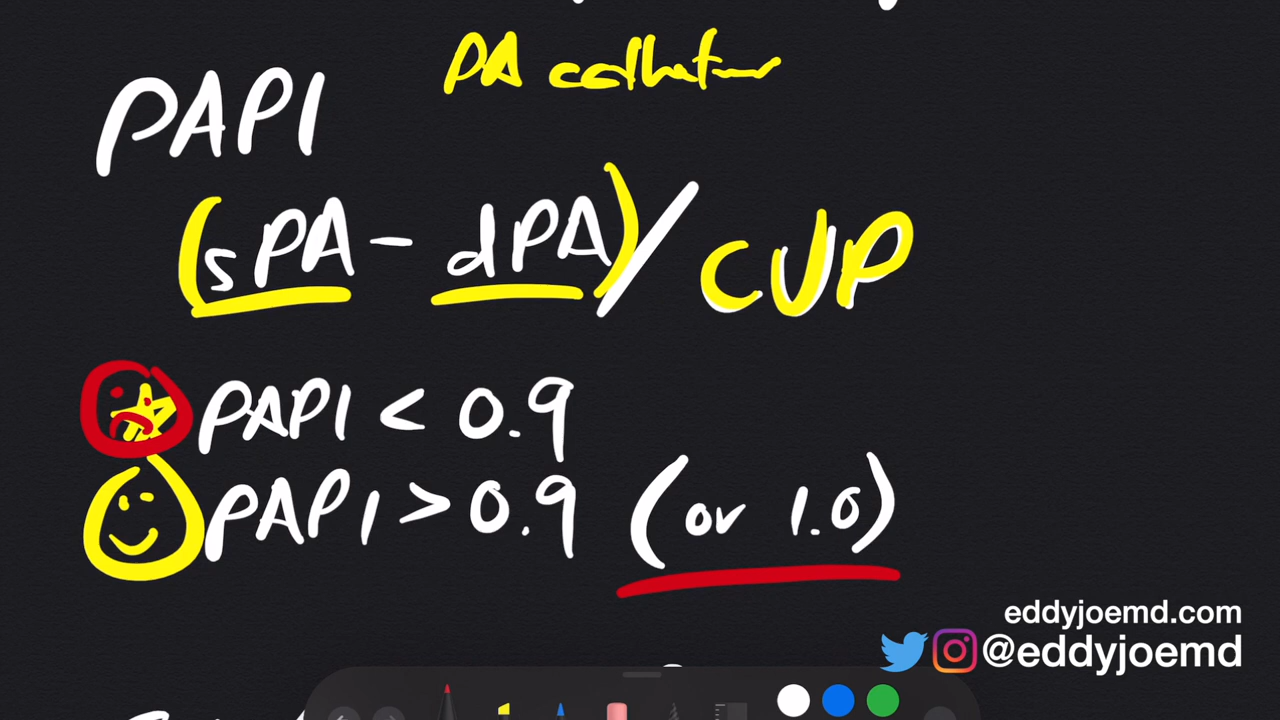 PA catheter
PAPI
(sPA - dPA) / CVP
PAPI < 0.9
PAPI > 0.9 (or 1.0)
eddyjoemd.com
@eddyjoemd